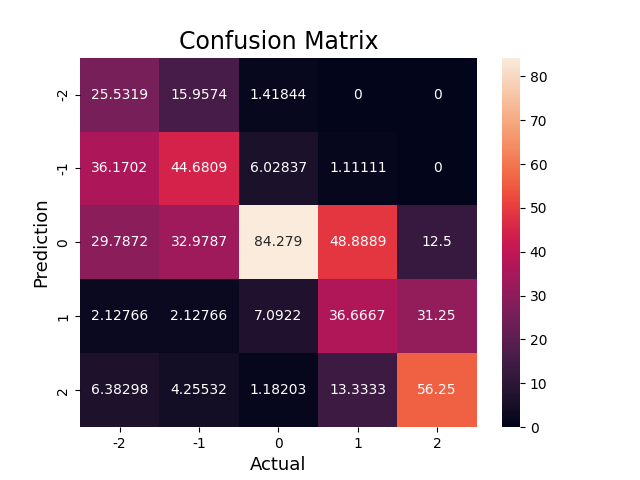 Confusion Matrix
-2 25.5319 15.9574 1.41844 0 0
-1 36.1702 44.6809 6.02837 1.11111 0
0 29.7872 32.9787 84.279 48.8889 12.5
1 2.12766 2.12766 7.0922 36.6667 31.25
2 6.38298 4.25532 1.18203 13.3333 56.25
-2 -1 0 1 2
Prediction
Actual
80
70
60
50
40
30
20
10
0